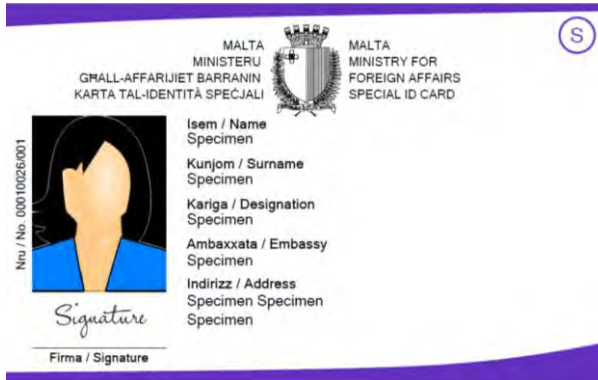 MALTA
MINISTERU
GĦALL-AFFARIJIET BARRANIN
KARTA TAL-IDENTITÀ SPEĊJALI
MALTA
MINISTRY FOR
FOREIGN AFFAIRS
SPECIAL ID CARD
S
Nru / No. 00010026/001
Isem / Name
Specimen
Kunjom / Surname
Specimen
Kariga / Designation
Specimen
Ambaxxata / Embassy
Specimen
Indirizz / Address
Specimen Specimen
Specimen
Signature
Firma / Signature